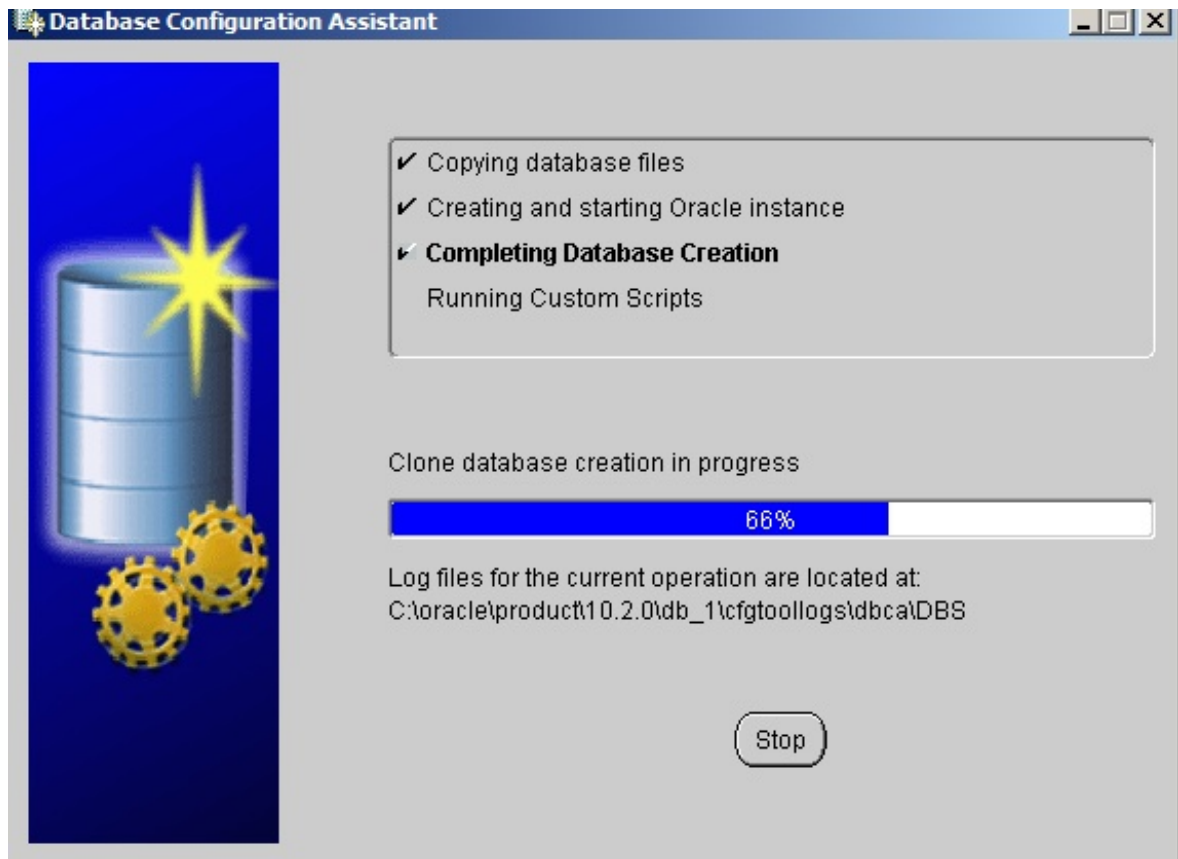 Database Configuration Assistant
Copying database files
Creating and starting Oracle instance
Completing Database Creation
Running Custom Scripts
Clone database creation in progress
66%
Log files for the current operation are located at:
C:\oracle\product\10.2.0\db_1\cfgtoollogs\dbca\DBS
Stop